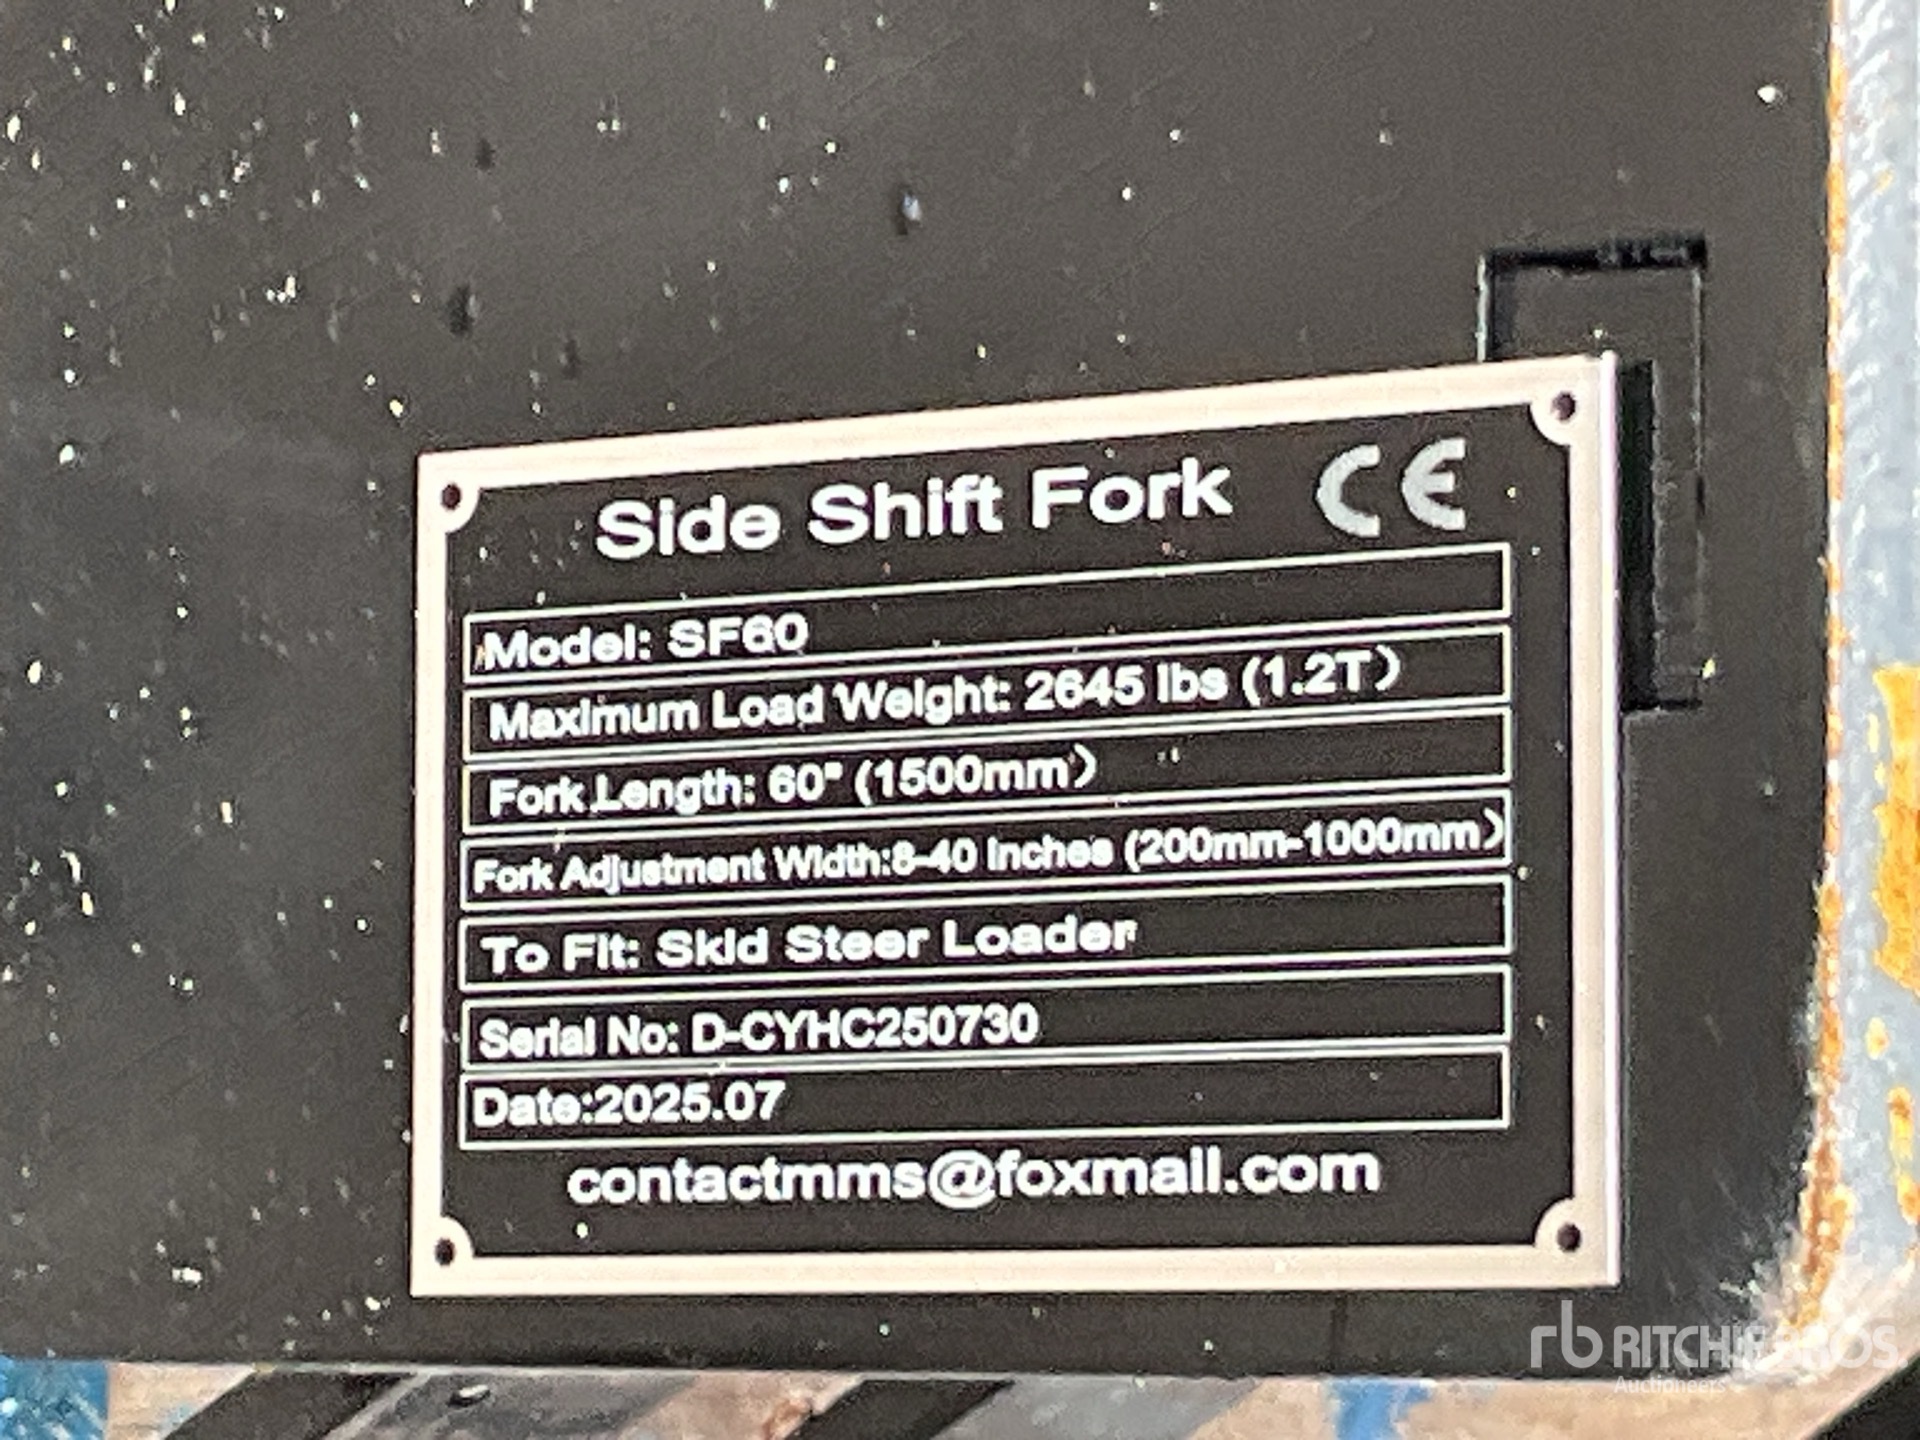 Side Shift Fork CE
Model: SF60
Maximum Load Weight: 2645 lbs (1.2T)
Fork Length: 60" (1500mm)
Fork Adjustment Width:8-40 inches (200mm-1000mm)
To Fit: Skid Steer Loader
Serial No: D-CYHC250730
Date:2025.07
contactmms@foxmail.com
rb RITCHIE BROS.
Auctioneers